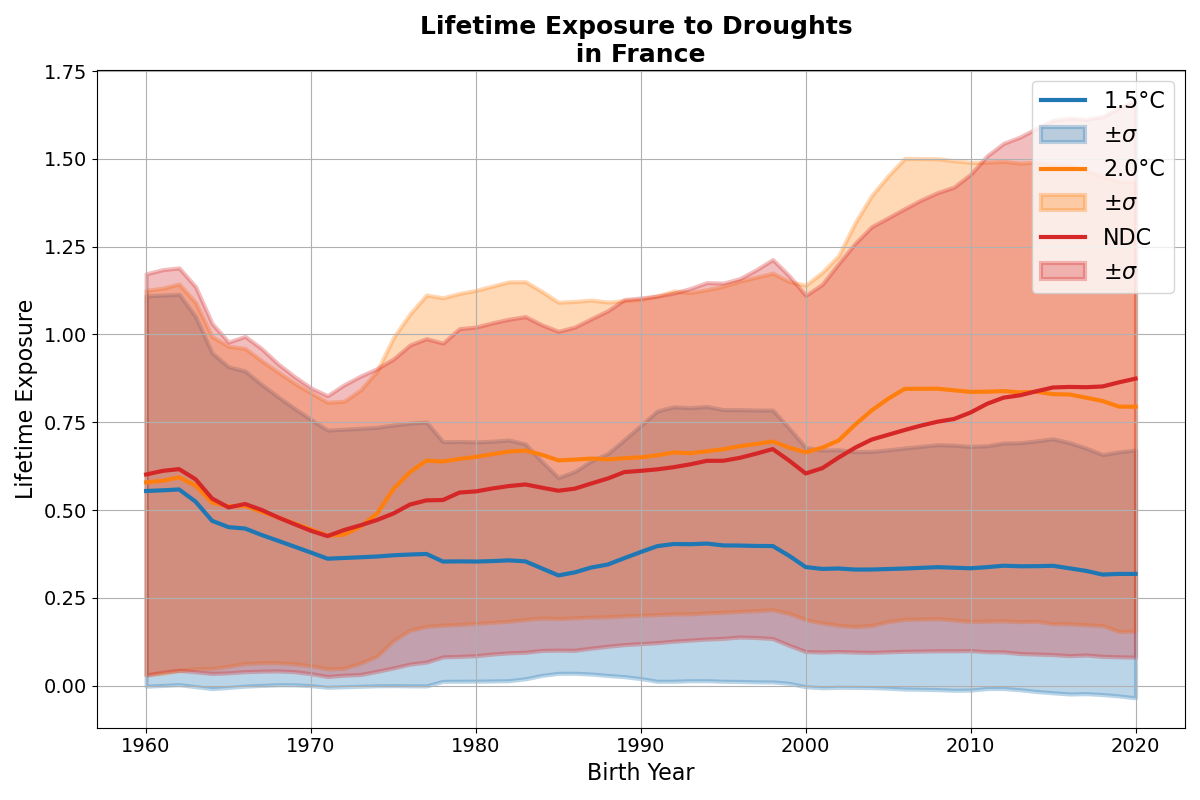 Lifetime Exposure to Droughts
in France
Lifetime Exposure
1.75
1.50
1.25
1.00
0.75
0.50
0.25
0.00
1960
1970
1980
1990
2000
2010
2020
Birth Year
1.5°C
±σ
2.0°C
±σ
NDC
±σ